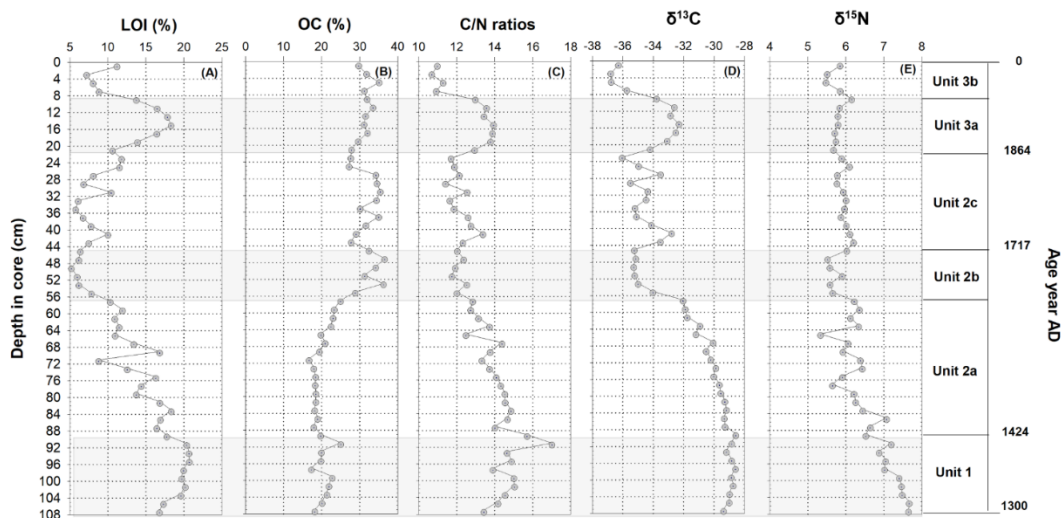 LOI (%) OC (%) C/N ratios δ13C δ15N
5 10 15 20 25 0 10 20 30 40 10 12 14 16 18 -38 -36 -34 -32 -30 -28 4 5 6 7 8
0 (A) (B) (C) (D) (E) 0
4 Unit 3b
8
12
16 Unit 3a
20 1864
24
28
32 Unit 2c
36
40
44 1717
48
52 Unit 2b
56
60
64
68
72 Unit 2a
76
80
84
88 1424
92
96
100 Unit 1
104
108 1300
Depth in core (cm)
Age year AD